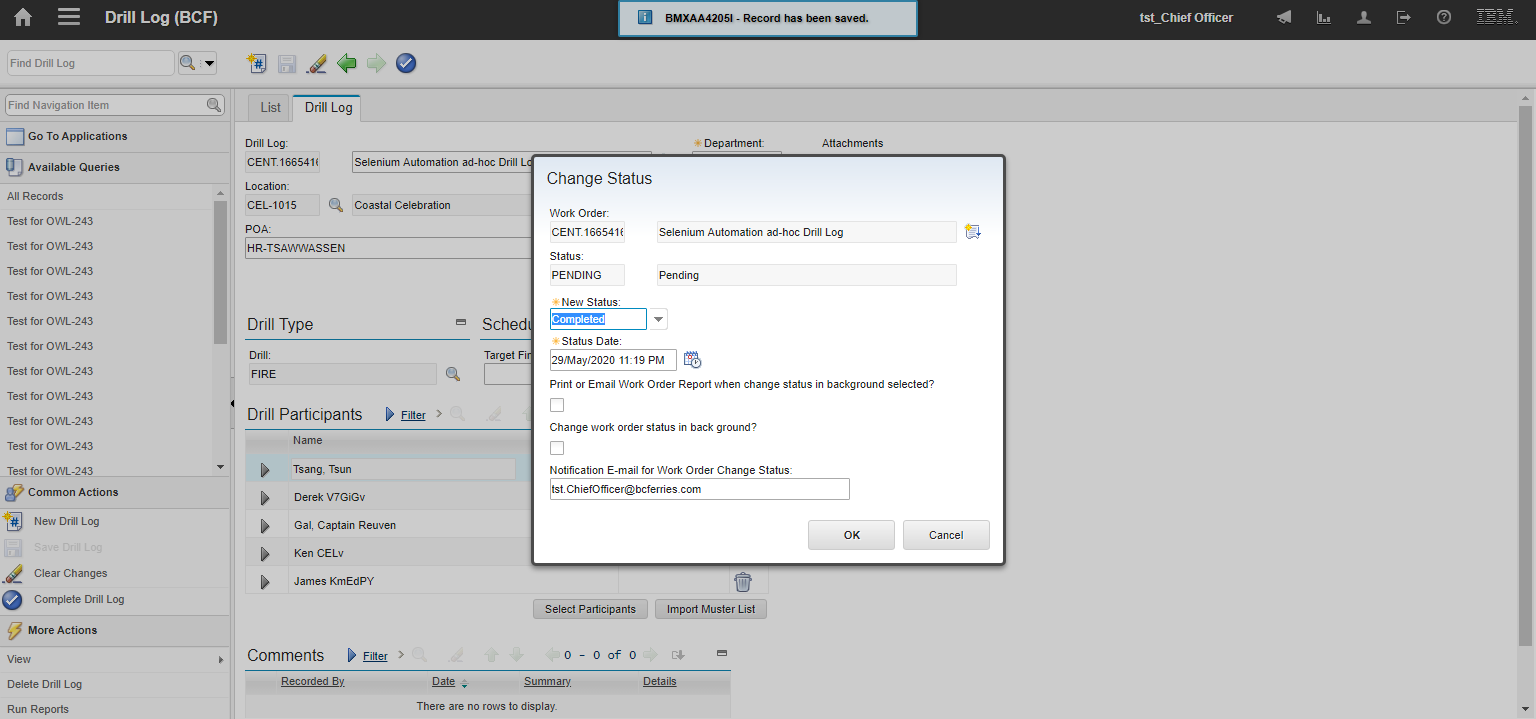 Drill Log (BCF)
BMXAA4205I - Record has been saved.
tst_Chief Officer
IBM.
Find Drill Log
Find Navigation Item
Go To Applications
Available Queries
All Records
Test for OWL-243
Test for OWL-243
Test for OWL-243
Test for OWL-243
Test for OWL-243
Test for OWL-243
Test for OWL-243
Test for OWL-243
Test for OWL-243
Test for OWL-243
Test for OWL-243
Common Actions
New Drill Log
Save Drill Log
Clear Changes
Complete Drill Log
More Actions
View
Delete Drill Log
Run Reports
List
Drill Log
Drill Log:
Department:
Attachments
CENT.1665416
Selenium Automation ad-hoc Drill Lo
Location:
CEL-1015
Coastal Celebration
POA:
HR-TSAWWASSEN
Drill Type
Schedu
Drill:
Target Fin
FIRE
Drill Participants
Filter
Name
Tsang, Tsun
Derek V7GiGv
Gal, Captain Reuven
Ken CELv
James KmEdPY
Select Participants
Import Muster List
Comments
Filter
0 - 0 of 0
Recorded By
Date
Summary
Details
There are no rows to display.
Change Status
Work Order:
CENT.1665416
Selenium Automation ad-hoc Drill Log
Status:
PENDING
Pending
New Status:
Completed
Status Date:
29/May/2020 11:19 PM
Print or Email Work Order Report when change status in background selected?
Change work order status in back ground?
Notification E-mail for Work Order Change Status:
tst.ChiefOfficer@bcferries.com
OK
Cancel